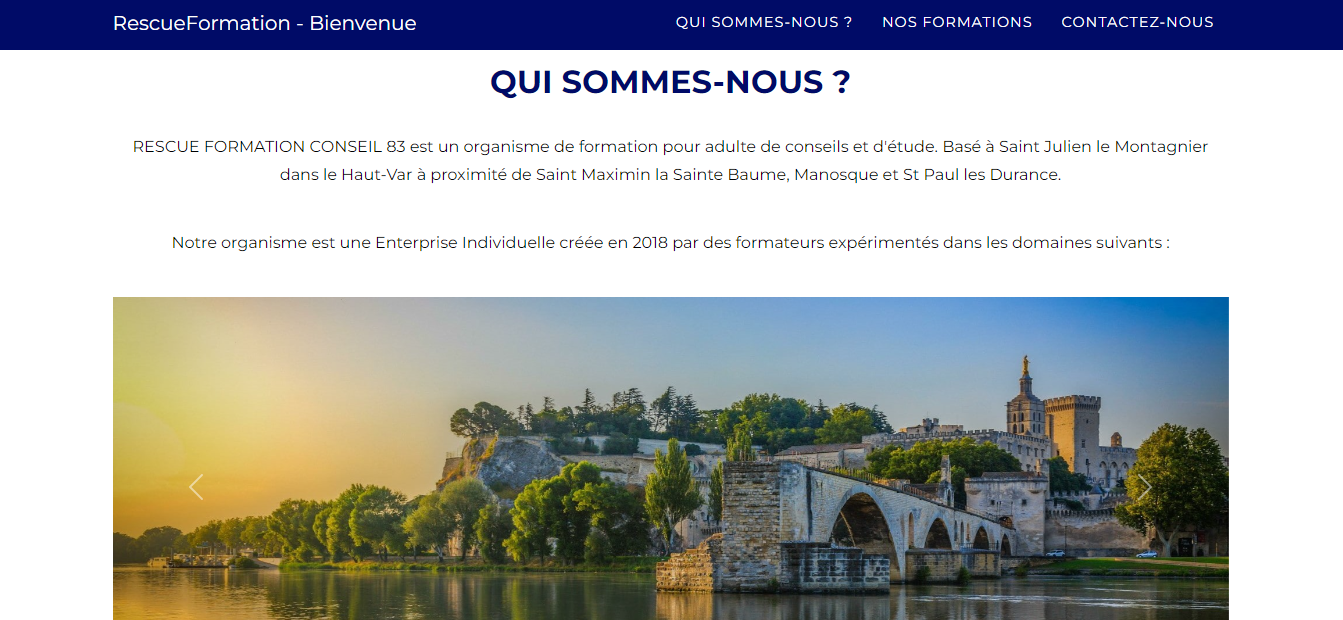 RescueFormation - Bienvenue
QUI SOMMES-NOUS ?
NOS FORMATIONS
CONTACTEZ-NOUS
QUI SOMMES-NOUS ?
RESCUE FORMATION CONSEIL 83 est un organisme de formation pour adulte de conseils et d'étude. Basé à Saint Julien le Montagnier
dans le Haut-Var à proximité de Saint Maximin la Sainte Baume, Manosque et St Paul les Durance.
Notre organisme est une Enterprise Individuelle créée en 2018 par des formateurs expérimentés dans les domaines suivants :